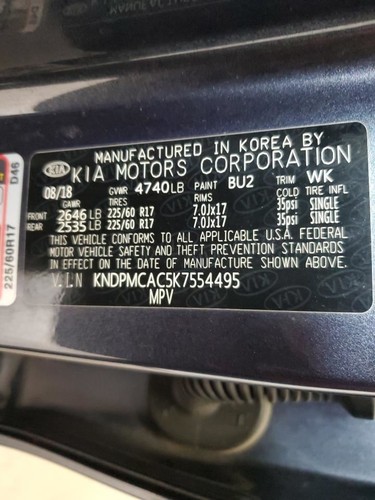 MANUFACTURED IN KOREA BY
KIA KIA MOTORS CORPORATION
08/18 GVWR 4740LB PAINT BU2 TRIM WK
GAWR TIRES RIMS COLD TIRE INFL
FRONT 2646 LB 225/60 R17 7.0Jx17 35psi SINGLE
REAR 2535 LB 225/60 R17 7.0Jx17 35psi SINGLE
THIS VEHICLE CONFORMS TO ALL APPLICABLE U.S.A. FEDERAL
MOTOR VEHICLE SAFETY AND THEFT PREVENTION STANDARDS
IN EFFECT ON THE DATE OF MANUFACTURE SHOWN ABOVE.
V.I.N KNDPMCAC5K7554495
MPV
D46
225/60R17